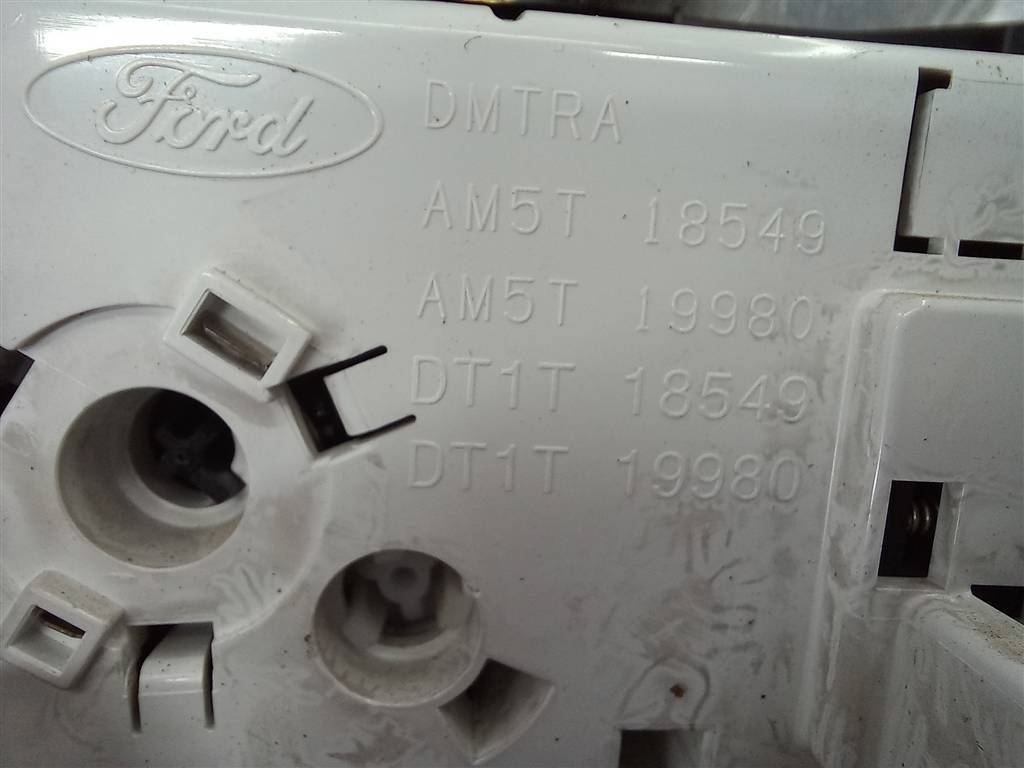 Ford
DMTRA
AM5T 18549
AM5T 19980
DT1T 18549
DT1T 19980